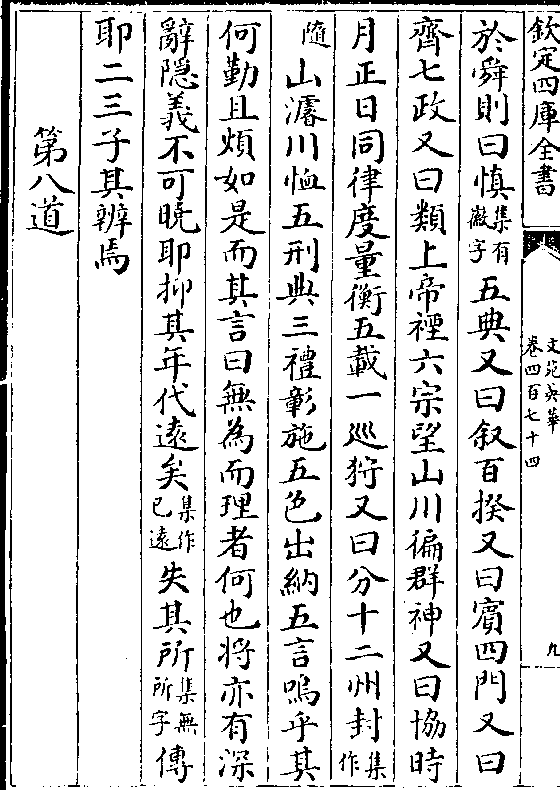 欽定四庫全書
文苑英華
卷四百七十四
九
於舜則曰慎集有徽字五典又曰叙百揆又曰賓四門又曰
齊七政又曰類上帝禋六宗望山川徧群神又曰協時
月正日同律度量衡五載一巡狩又曰分十二州封集作
隨山濬川恤五刑典三禮彰施五色出納五言嗚乎其
何勤且煩如是而其言曰無為而理者何也將亦有深
辭隱義不可曉耶抑其年代遠矣集作已遠失其所集無所字傳
耶二三子其辨焉
第八道